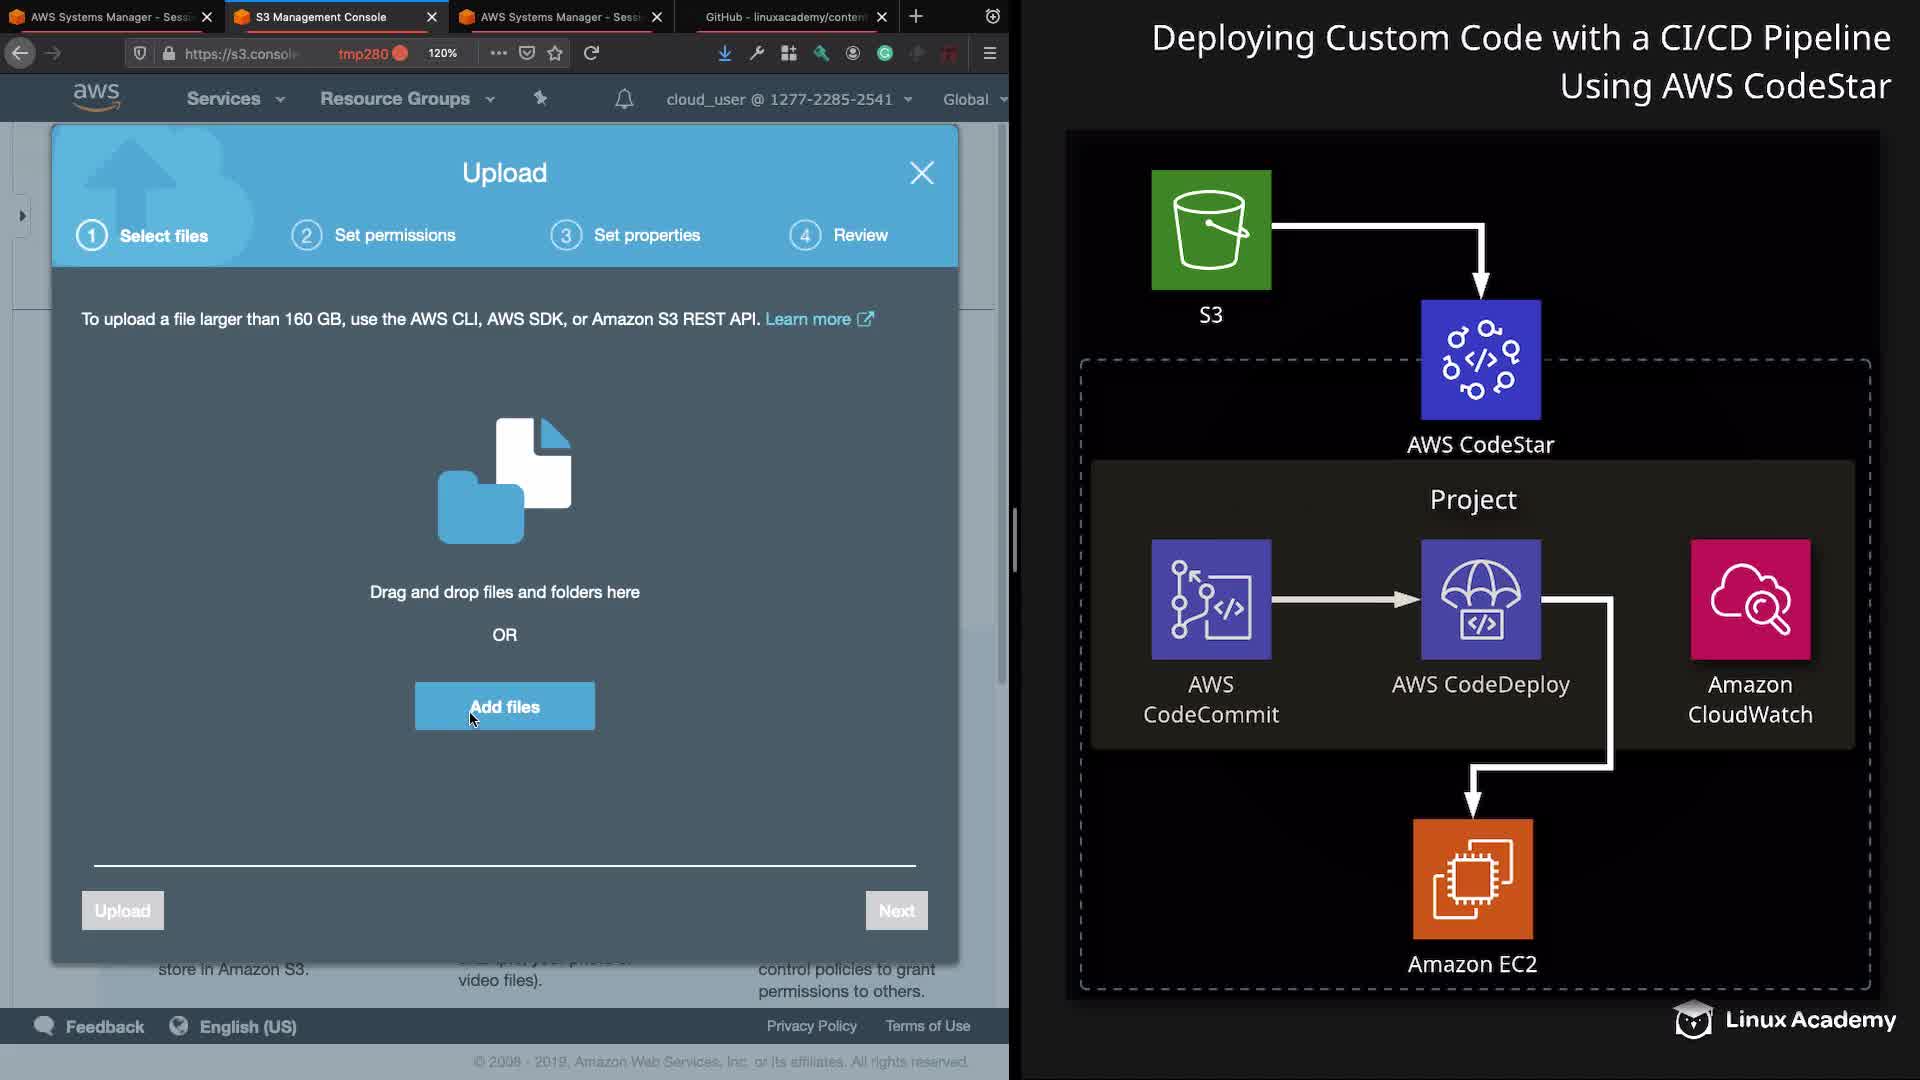 AWS Systems Manager - Sessi
S3 Management Console
AWS Systems Manager - Sessi
GitHub - linuxacademy/conten
https://s3.console
tmp280
120%
aws
Services
Resource Groups
cloud_user @ 1277-2285-2541
Global
Upload
1 Select files
2 Set permissions
3 Set properties
4 Review
To upload a file larger than 160 GB, use the AWS CLI, AWS SDK, or Amazon S3 REST API. Learn more
Drag and drop files and folders here
OR
Add files
Upload
Next
store in Amazon S3.
video files).
control policies to grant
permissions to others.
Feedback
English (US)
Privacy Policy
Terms of Use
© 2008 - 2019, Amazon Web Services, Inc. or its affiliates. All rights reserved.
Deploying Custom Code with a CI/CD Pipeline
Using AWS CodeStar
S3
AWS CodeStar
Project
AWS
CodeCommit
AWS CodeDeploy
Amazon
CloudWatch
Amazon EC2
Linux Academy